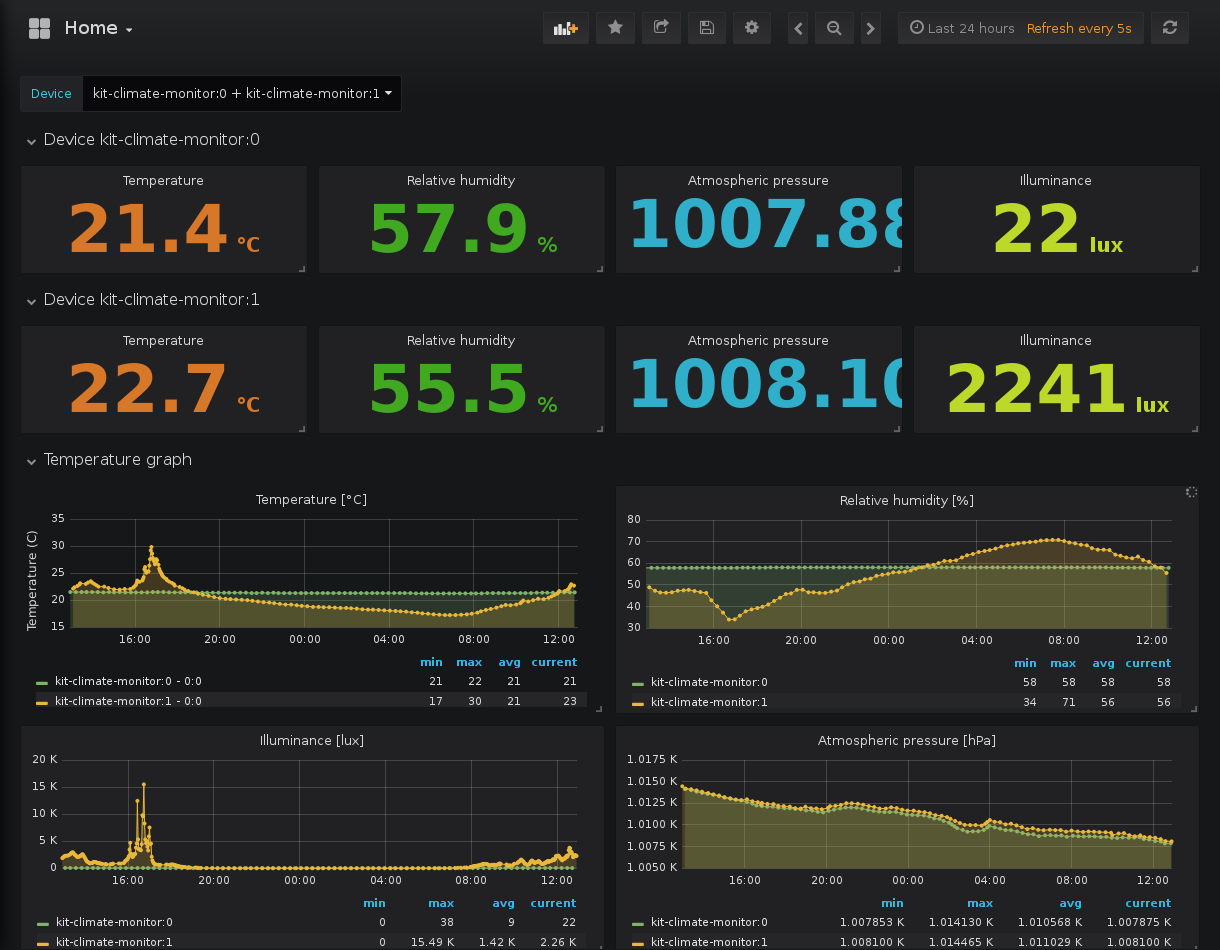 Home
Last 24 hours Refresh every 5s
Device kit-climate-monitor:0 + kit-climate-monitor:1
Device kit-climate-monitor:0
Temperature Relative humidity Atmospheric pressure Illuminance
21.4 °C 57.9 % 1007.88 22 lux
Device kit-climate-monitor:1
Temperature Relative humidity Atmospheric pressure Illuminance
22.7 °C 55.5 % 1008.10 2241 lux
Temperature graph
Temperature [°C]
Temperature (C)
35
30
25
20
15
16:00 20:00 00:00 04:00 08:00 12:00
min max avg current
kit-climate-monitor:0 - 0:0 21 22 21 21
kit-climate-monitor:1 - 0:0 17 30 21 23
Relative humidity [%]
80
70
60
50
40
30
16:00 20:00 00:00 04:00 08:00 12:00
min max avg current
kit-climate-monitor:0 58 58 58 58
kit-climate-monitor:1 34 71 56 56
Illuminance [lux]
20 K
15 K
10 K
5 K
0
16:00 20:00 00:00 04:00 08:00 12:00
min max avg current
kit-climate-monitor:0 0 38 9 22
kit-climate-monitor:1 0 15.49 K 1.42 K 2.26 K
Atmospheric pressure [hPa]
1.0175 K
1.0150 K
1.0125 K
1.0100 K
1.0075 K
1.0050 K
16:00 20:00 00:00 04:00 08:00 12:00
min max avg current
kit-climate-monitor:0 1.007853 K 1.014130 K 1.010568 K 1.007875 K
kit-climate-monitor:1 1.008100 K 1.014465 K 1.011029 K 1.008100 K